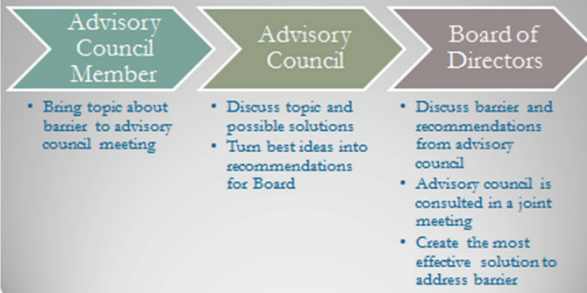 Advisory
Council
Member
• Bring topic about
barrier to advisory
council meeting
Advisory
Council
• Discuss topic and
possible solutions
• Turn best ideas into
recommendations
for Board
Board of
Directors
• Discuss barrier and
recommendations
from advisory
council
• Advisory council is
consulted in a joint
meeting
• Create the most
effective solution to
address barrier